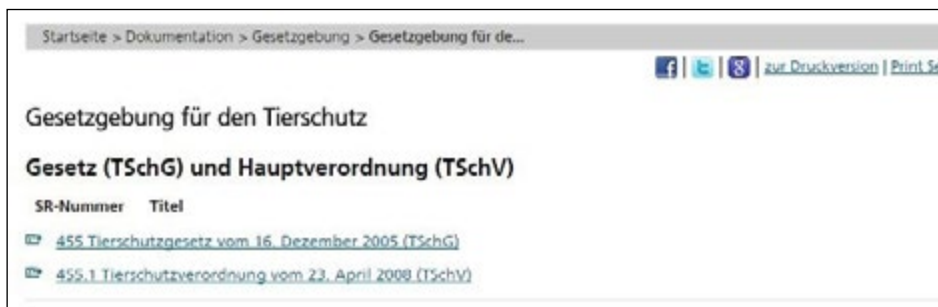 Startseite > Dokumentation > Gesetzgebung > Gesetzgebung für de...
zur Druckversion | Print Se
Gesetzgebung für den Tierschutz
Gesetz (TSchG) und Hauptverordnung (TSchV)
SR-Nummer Titel
455 Tierschutzgesetz vom 16. Dezember 2005 (TSchG)
455.1 Tierschutzverordnung vom 23. April 2008 (TSchV)